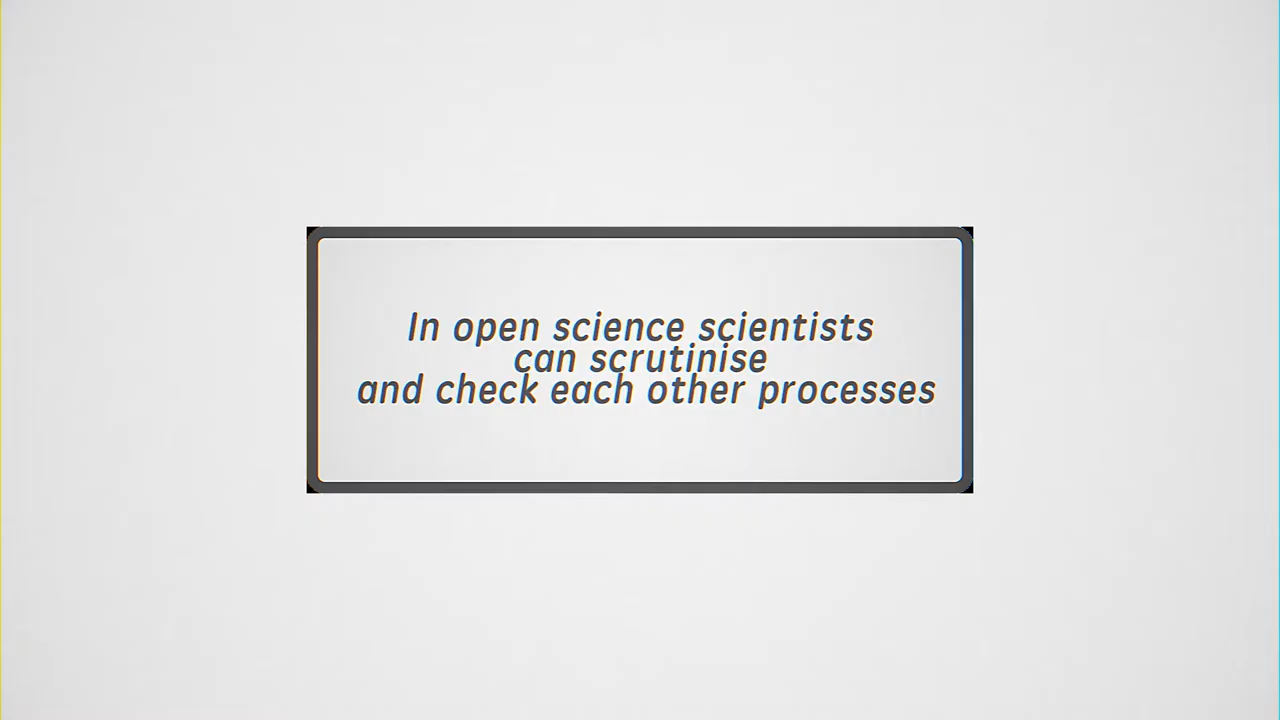 In open science scientists
can scrutinise
and check each other processes